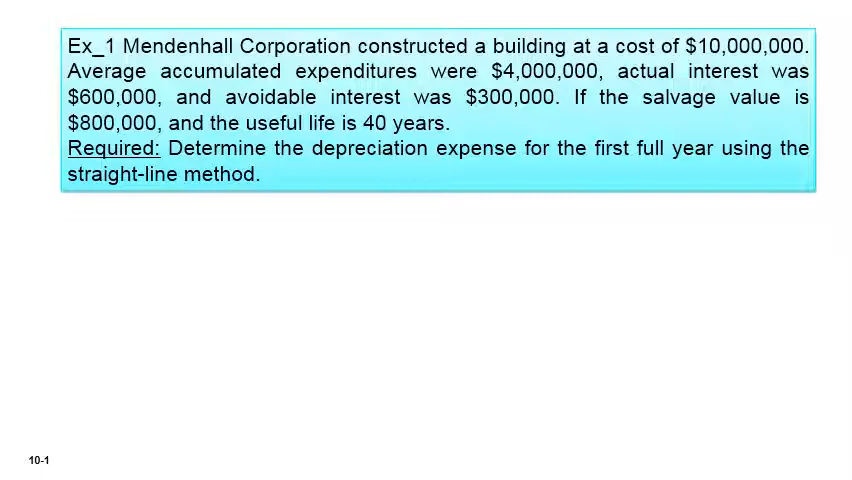 Ex_1 Mendenhall Corporation constructed a building at a cost of $10,000,000.
Average accumulated expenditures were $4,000,000, actual interest was
$600,000, and avoidable interest was $300,000. If the salvage value is
$800,000, and the useful life is 40 years.
Required: Determine the depreciation expense for the first full year using the
straight-line method.
10-1